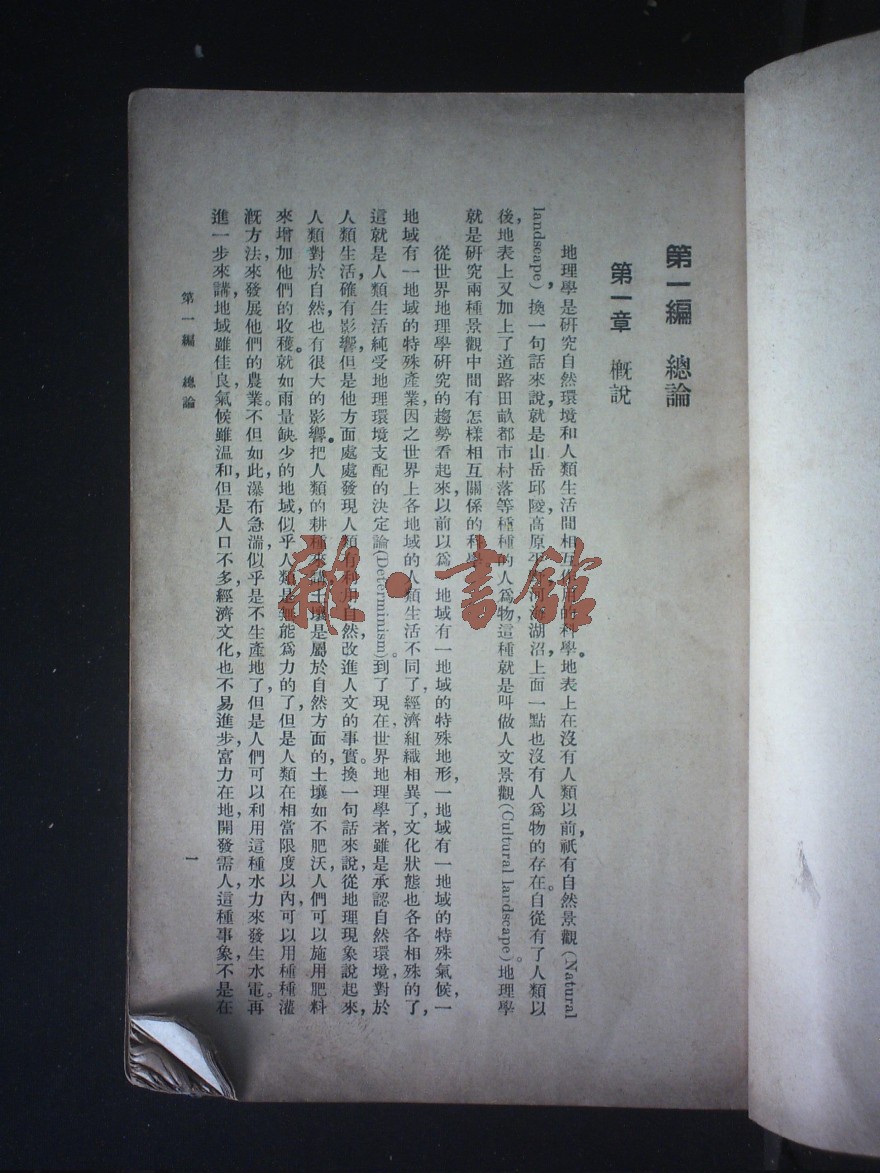 第一編　總論
第一章　概說
地理學是研究自然環境和人類生活間相互作用的科學。地表上在沒有人類以前，祇有自然景觀（Natural
landscape），換一句話來說，就是山岳邱陵高原平野河海湖沼上面一點也沒有人爲物的存在。自從有了人類以
後，地表上又加上了道路田畝都市村落等種種的人爲物，這種就是叫做人文景觀（Cultural landscape）。地理學
就是研究兩種景觀中間有怎樣相互關係的科學。
從世界地理學研究的趨勢看起來，以前以爲一地域有一地域的特殊地形，一地域有一地域的特殊氣候，一
地域有一地域的特殊產業，因之世界上各地域的人類生活不同了，經濟組織相異了，文化狀態也各各相殊的了，
這就是人類生活純受地理環境支配的決定論（Determinism）。到了現在，世界地理學者，雖是承認自然環境，對於
人類生活，確有影響，但是他方面處處發現人類有利用自然，改進人文的事實。換一句話來說，從地理現象說起來，
人類對於自然，也有很大的影響。把人類的耕種來講，土壤是屬於自然方面的，土壤如不肥沃，人們可以施用肥料
來增加他們的收穫。就如雨量缺少的地域，似乎人類是無能爲力的了，但是人類在相當限度以內，可以用種種灌
漑方法，來發展他們的農業。不但如此，瀑布急湍，似乎是不生產地了，但是人們可以利用這種水力來發生水電。再
進一步來講，地域雖佳良，氣候雖溫和，但是人口不多，經濟文化，也不易進步，富力在地，開發需人，這種事象，不是在
第一編　總論
一
雜·書館